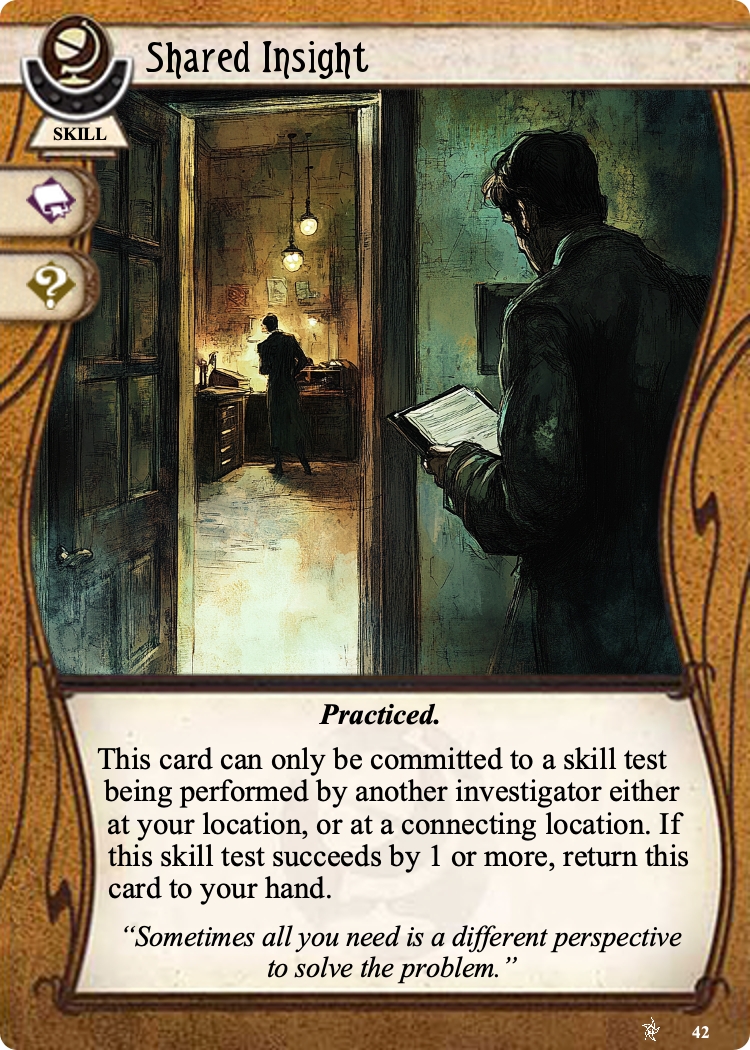 Shared Insight
SKILL
?
Practiced.
This card can only be committed to a skill test
being performed by another investigator either
at your location, or at a connecting location. If
this skill test succeeds by 1 or more, return this
card to your hand.
“Sometimes all you need is a different perspective
to solve the problem.”
42